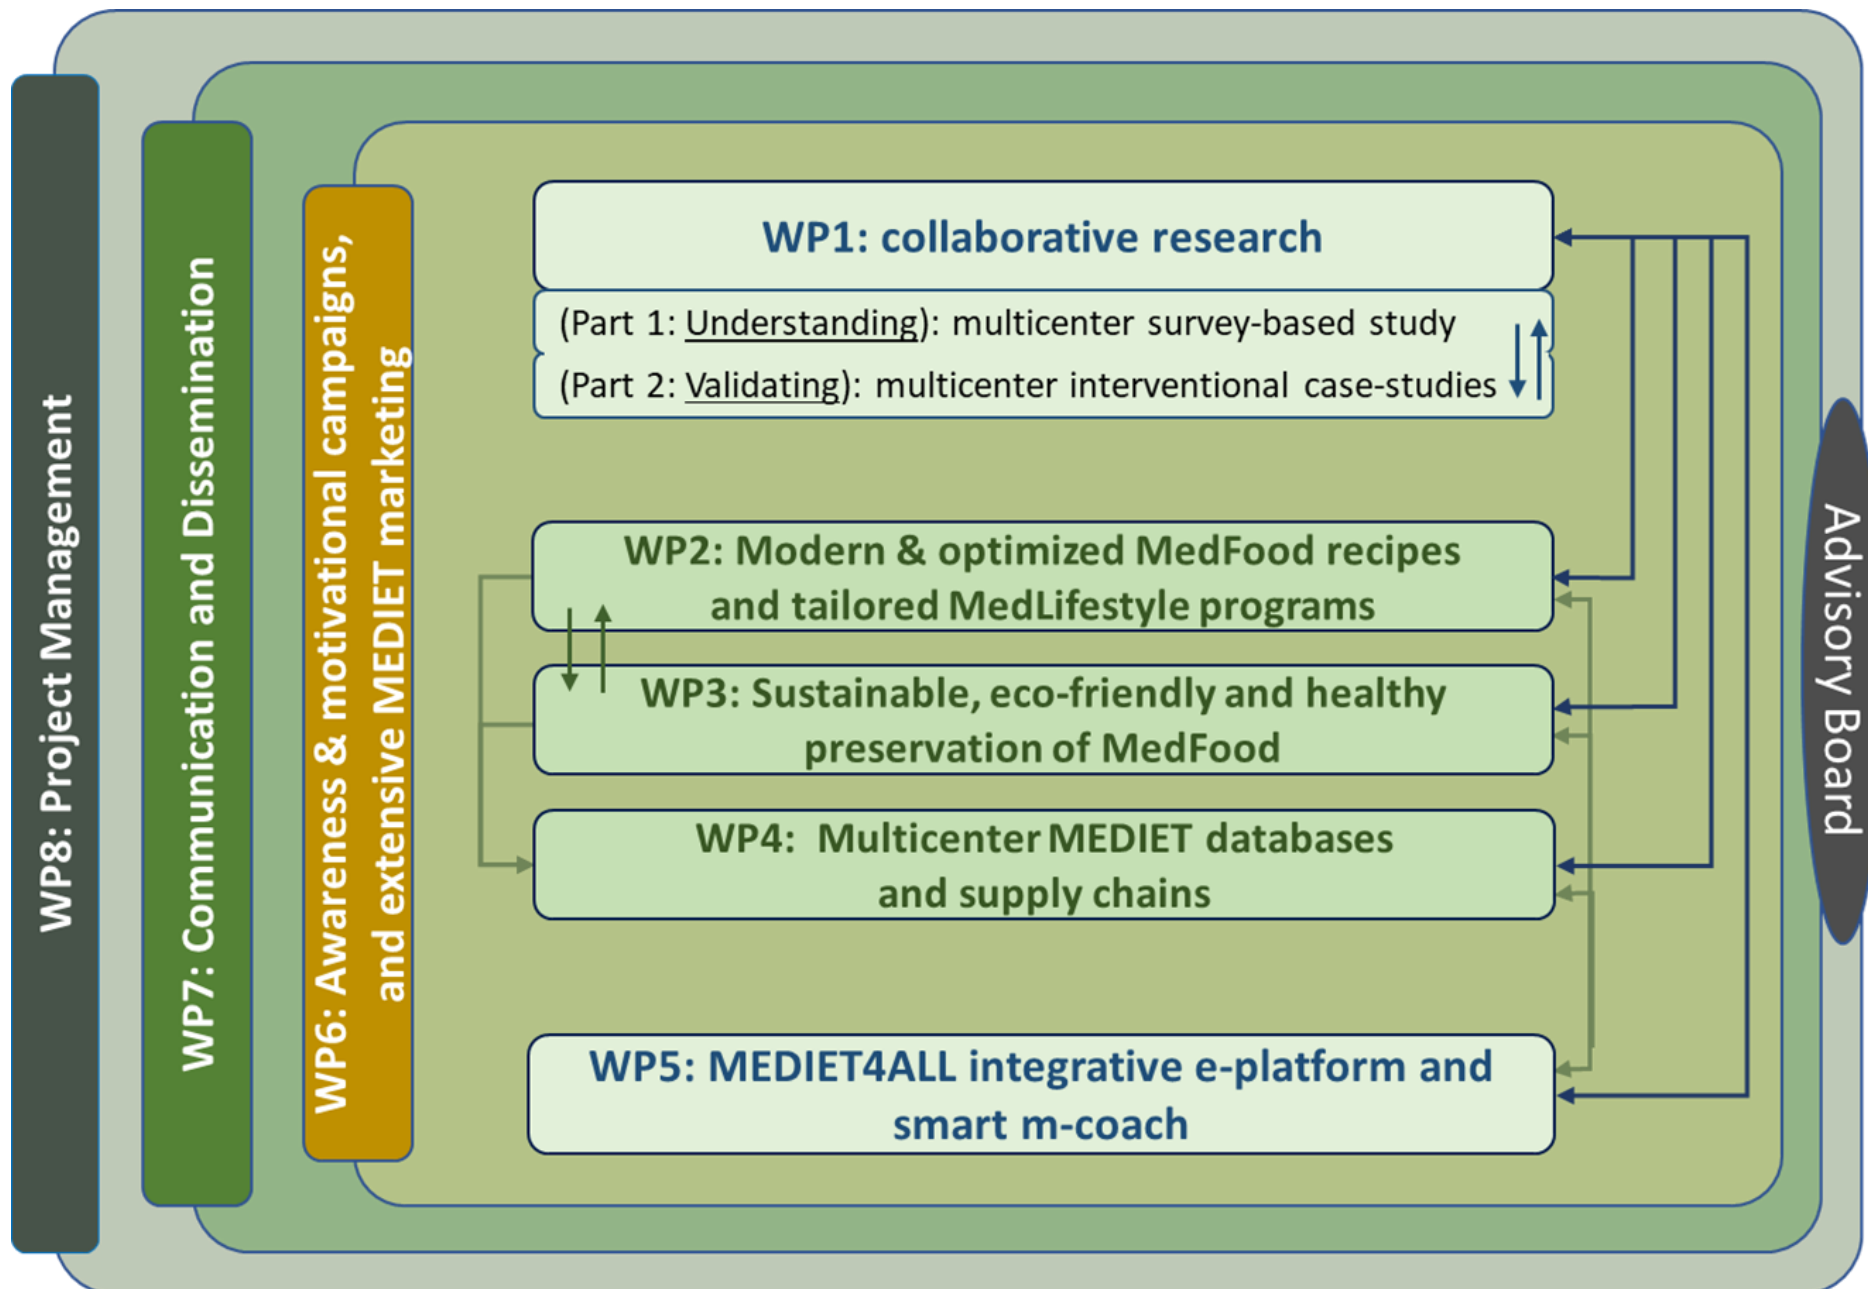 WP8: Project Management
WP7: Communication and Dissemination
WP6: Awareness & motivational campaigns,
and extensive MEDIET marketing
WP1: collaborative research
(Part 1: Understanding): multicenter survey-based study
(Part 2: Validating): multicenter interventional case-studies
WP2: Modern & optimized MedFood recipes
and tailored MedLifestyle programs
WP3: Sustainable, eco-friendly and healthy
preservation of MedFood
WP4: Multicenter MEDIET databases
and supply chains
WP5: MEDIET4ALL integrative e-platform and
smart m-coach
Advisory Board